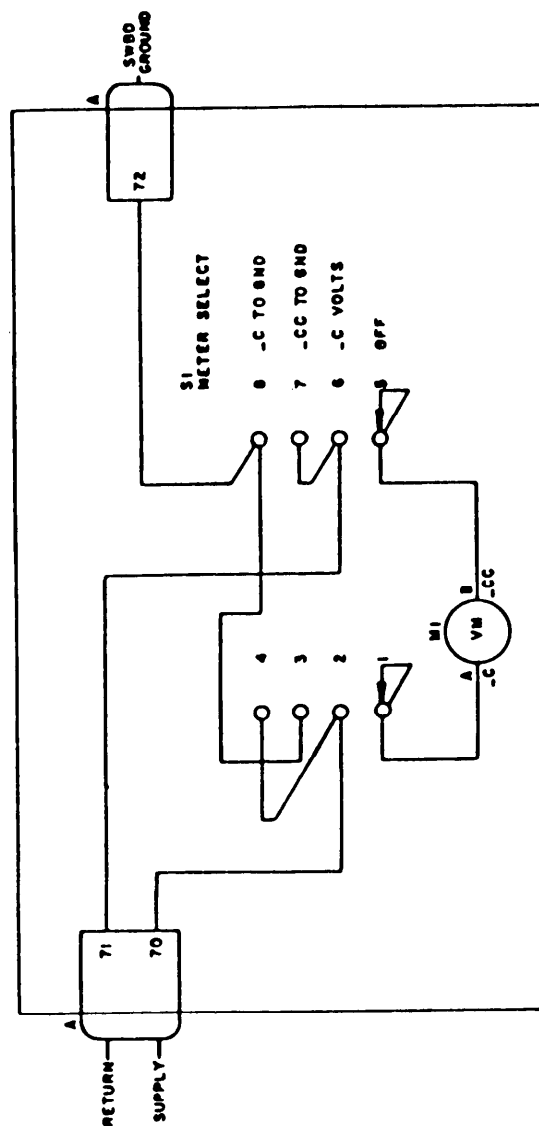 A
SWBD
GROUND
72
S1
METER SELECT
8 _C TO GND
7 _CC TO GND
6 _C VOLTS
5 OFF
4
3
2
1
M1
A
VM
B
_C
_CC
A
71
70
RETURN
SUPPLY